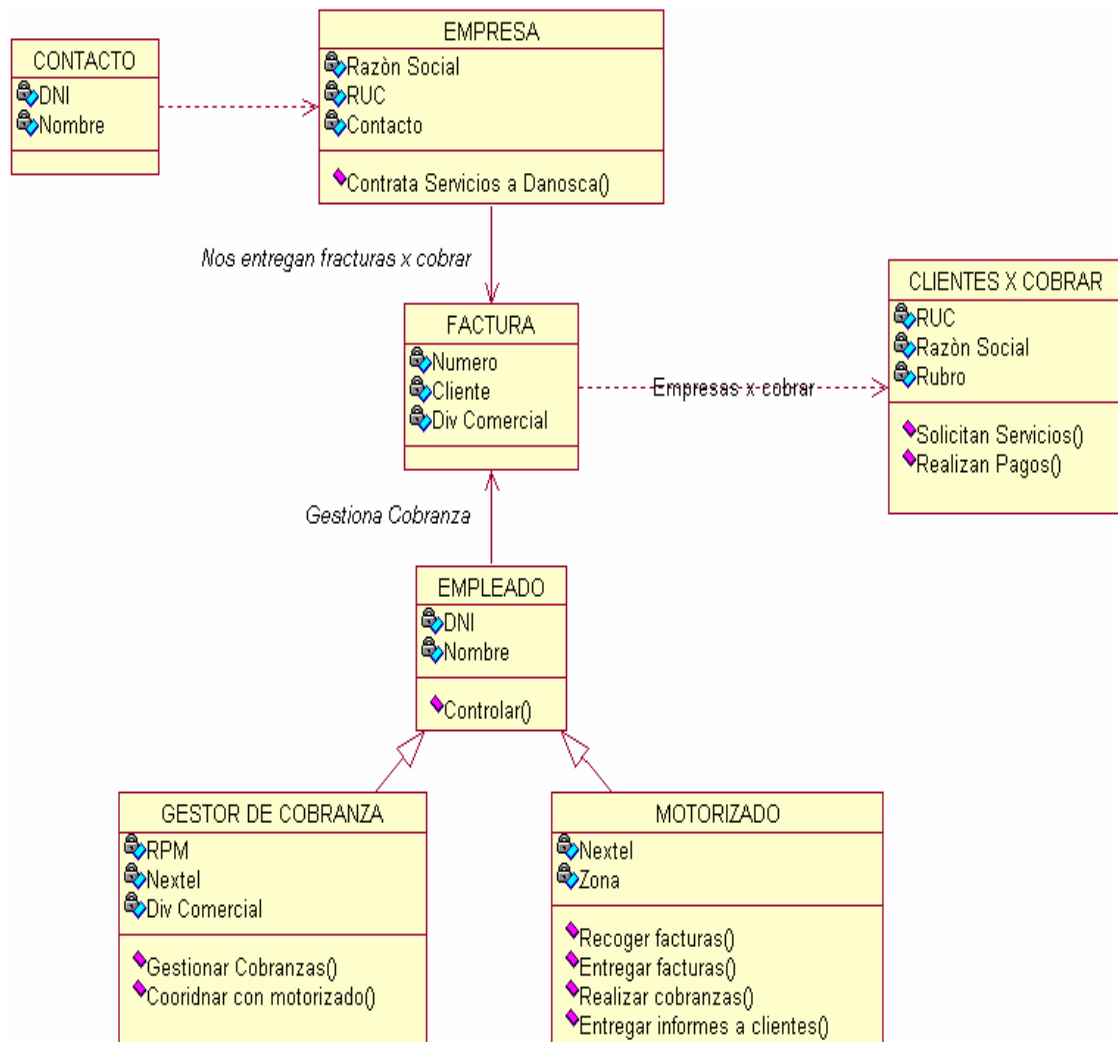 CONTACTO
DNI
Nombre
EMPRESA
Razòn Social
RUC
Contacto
Contrata Servicios a Danosca()
Nos entregan fracturas x cobrar
FACTURA
Numero
Cliente
Div Comercial
Empresas x cobrar
CLIENTES X COBRAR
RUC
Razòn Social
Rubro
Solicitan Servicios()
Realizan Pagos()
Gestiona Cobranza
EMPLEADO
DNI
Nombre
Controlar()
GESTOR DE COBRANZA
RPM
Nextel
Div Comercial
Gestionar Cobranzas()
Cooridnar con motorizado()
MOTORIZADO
Nextel
Zona
Recoger facturas()
Entregar facturas()
Realizar cobranzas()
Entregar informes a clientes()